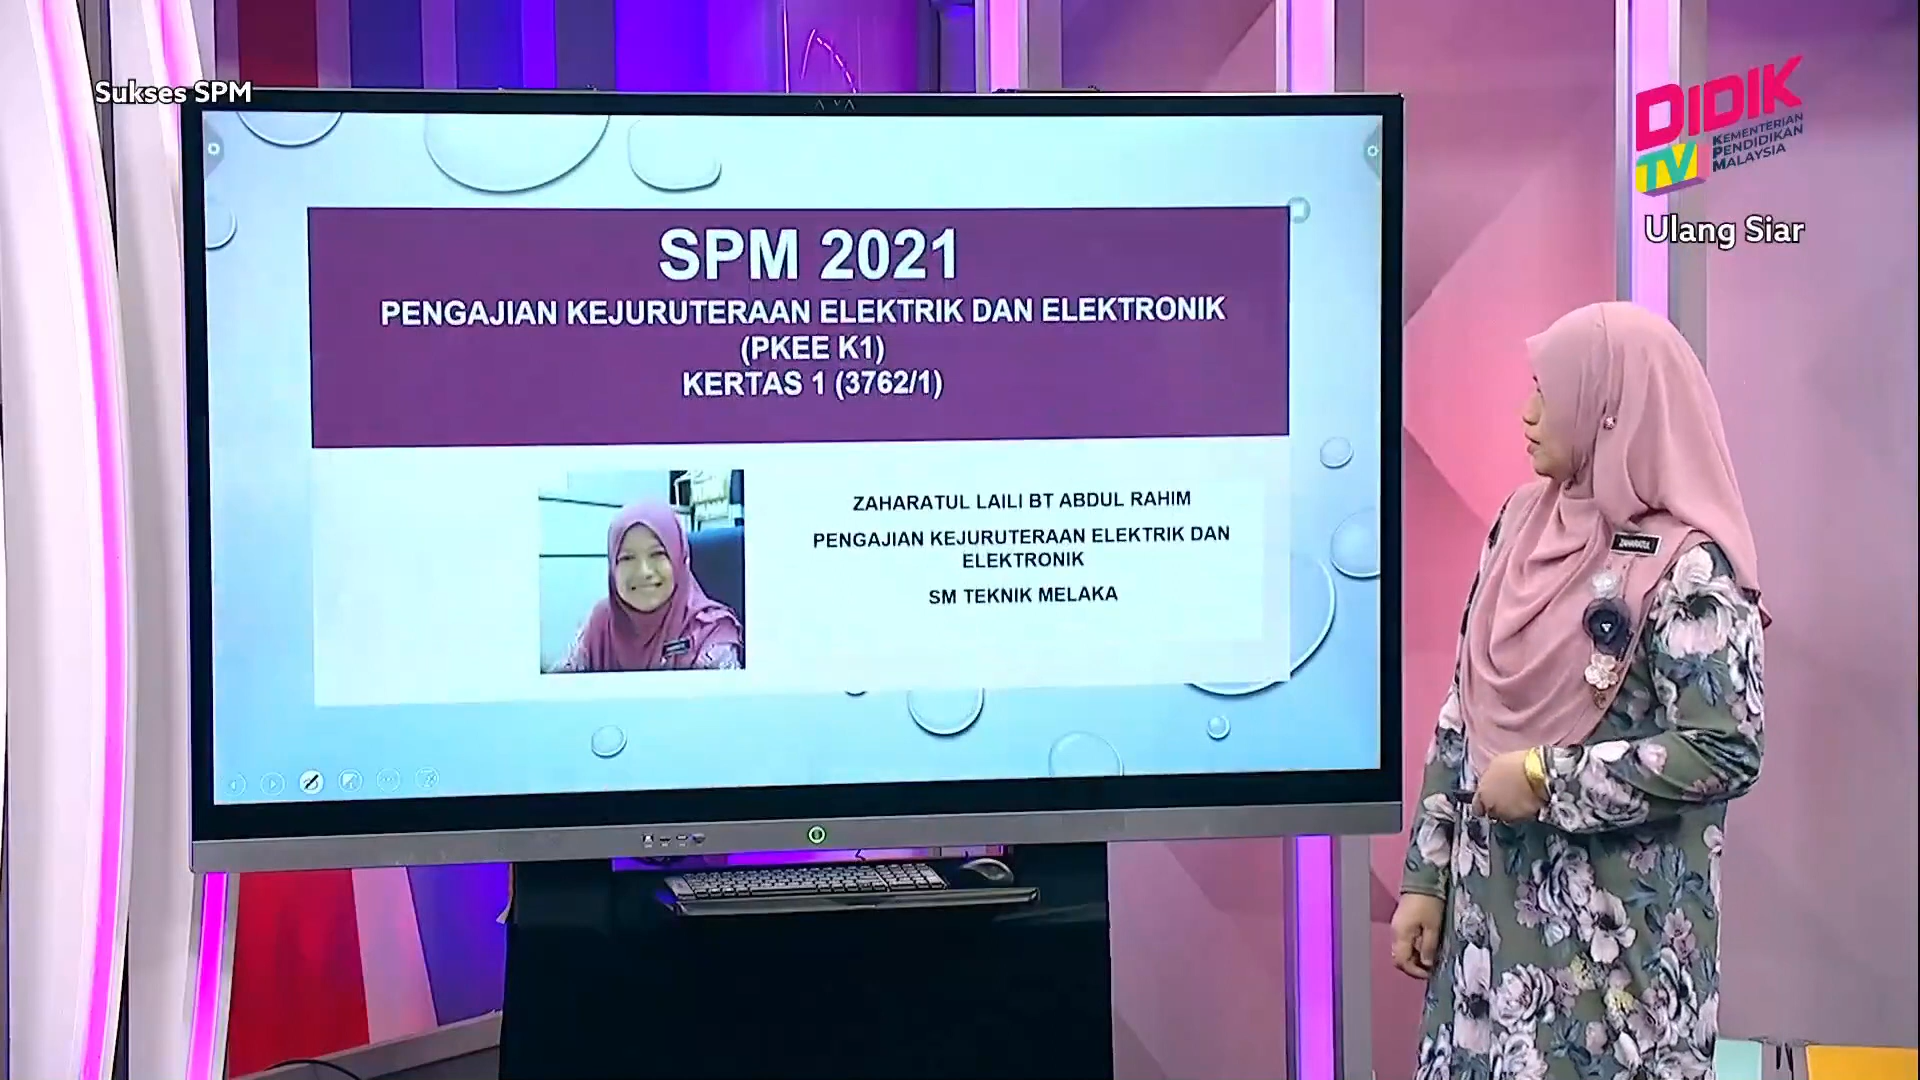 Sukses SPM
DIDIK
TV
KEMENTERIAN
PENDIDIKAN
MALAYSIA
Ulang Siar
SPM 2021
PENGAJIAN KEJURUTERAAN ELEKTRIK DAN ELEKTRONIK
(PKEE K1)
KERTAS 1 (3762/1)
ZAHARATUL LAILI BT ABDUL RAHIM
PENGAJIAN KEJURUTERAAN ELEKTRIK DAN
ELEKTRONIK
SM TEKNIK MELAKA
ZAHARATUL